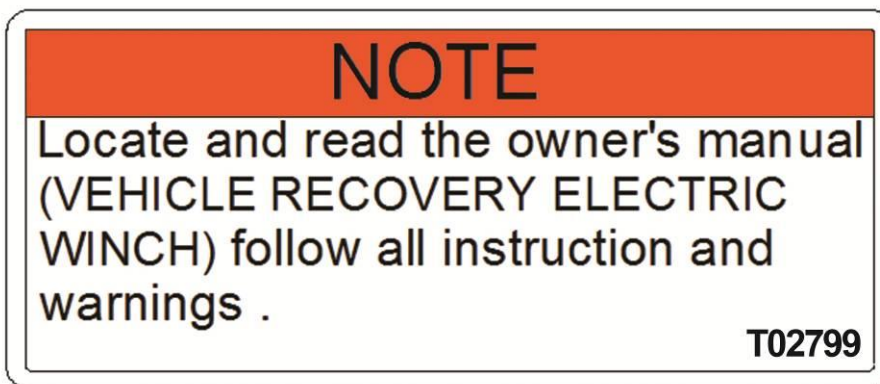 NOTE
Locate and read the owner's manual
(VEHICLE RECOVERY ELECTRIC
WINCH) follow all instruction and
warnings .
T02799